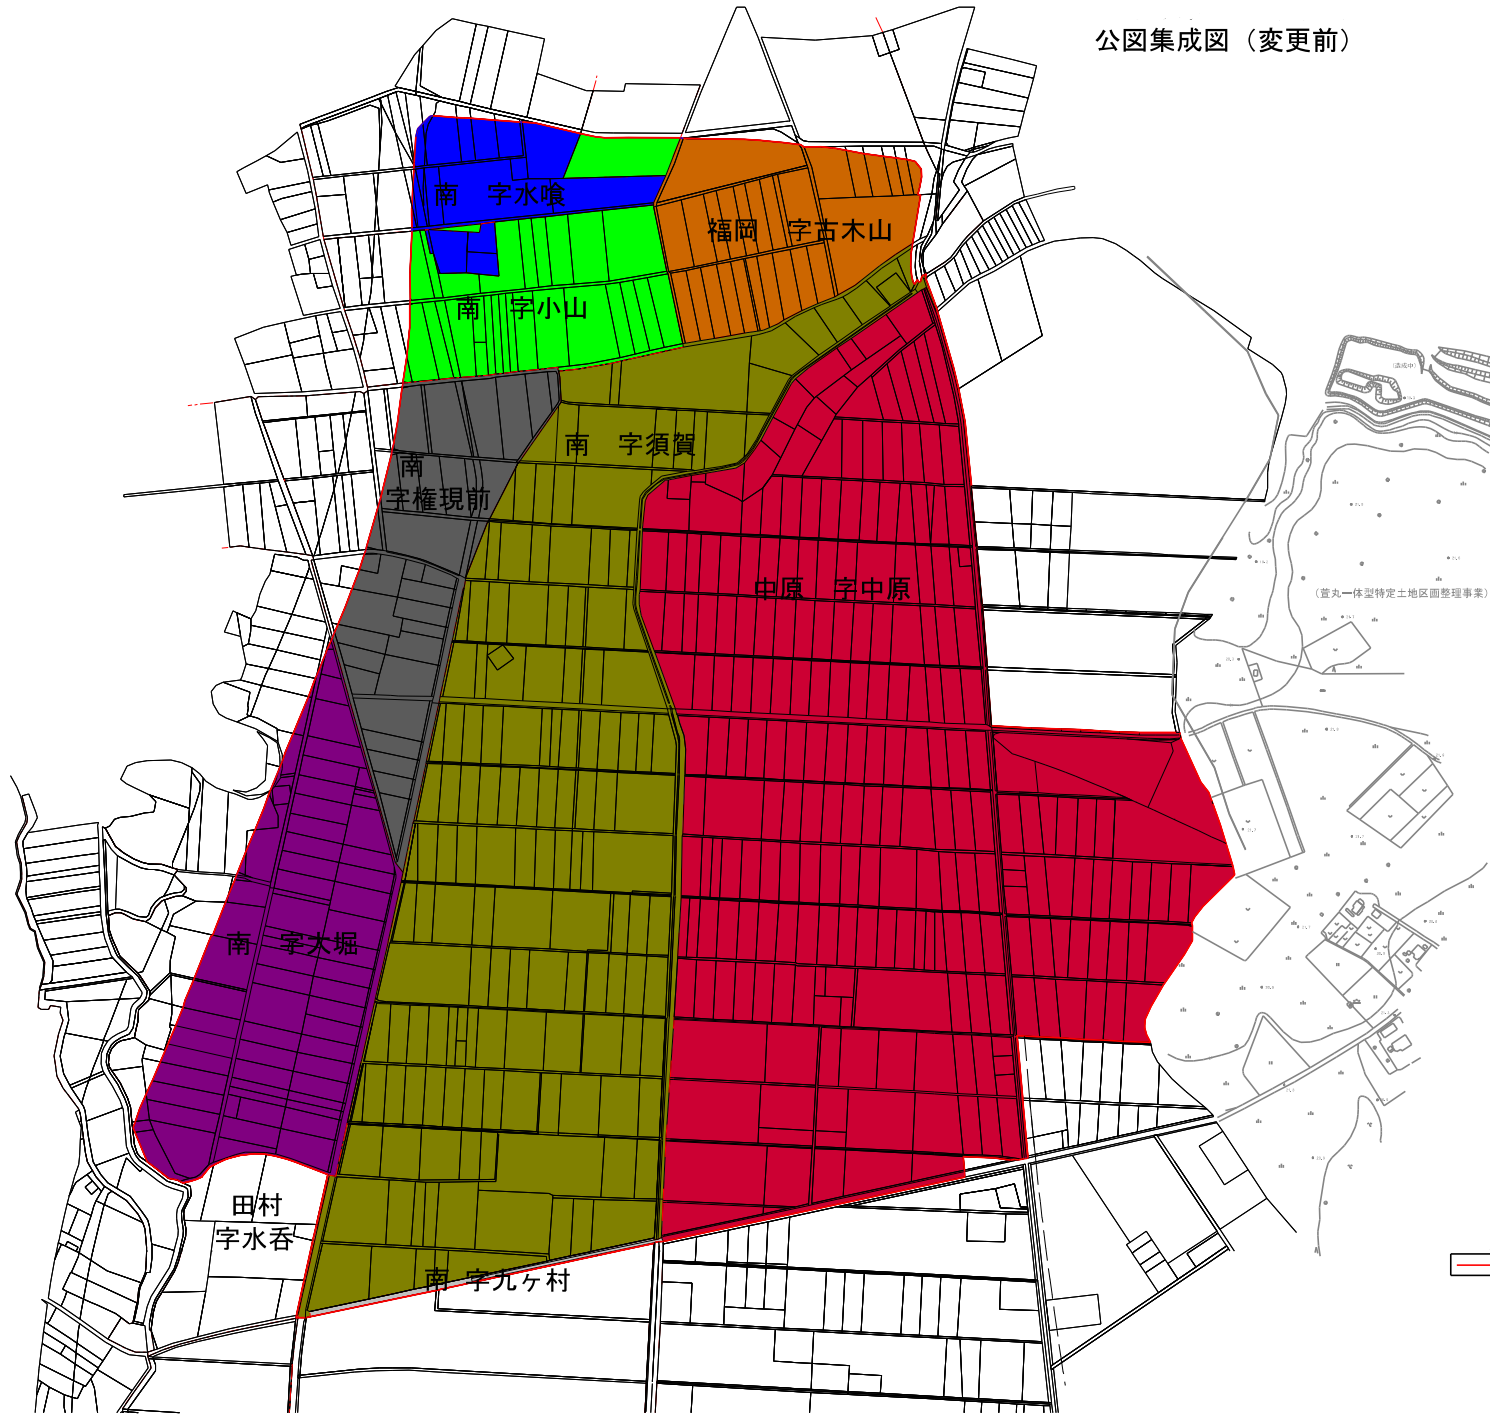 公図集成図（変更前）
南　字水喰
福岡　字古木山
南　字小山
（造成中）
南　字須賀
南
字権現前
中原　字中原
（萱丸一体型特定土地区画整理事業）
南　字大堀
田村
字水呑
南 字九ヶ村